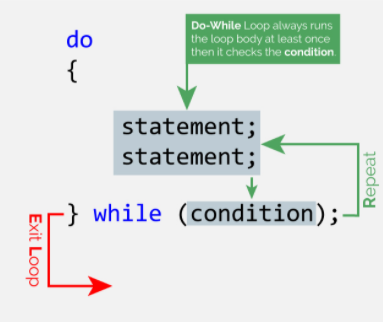 do
Do-While Loop always runs
the loop body at least once
then it checks the condition.
{
statement;
statement;
} while (condition);
Repeat
Exit Loop